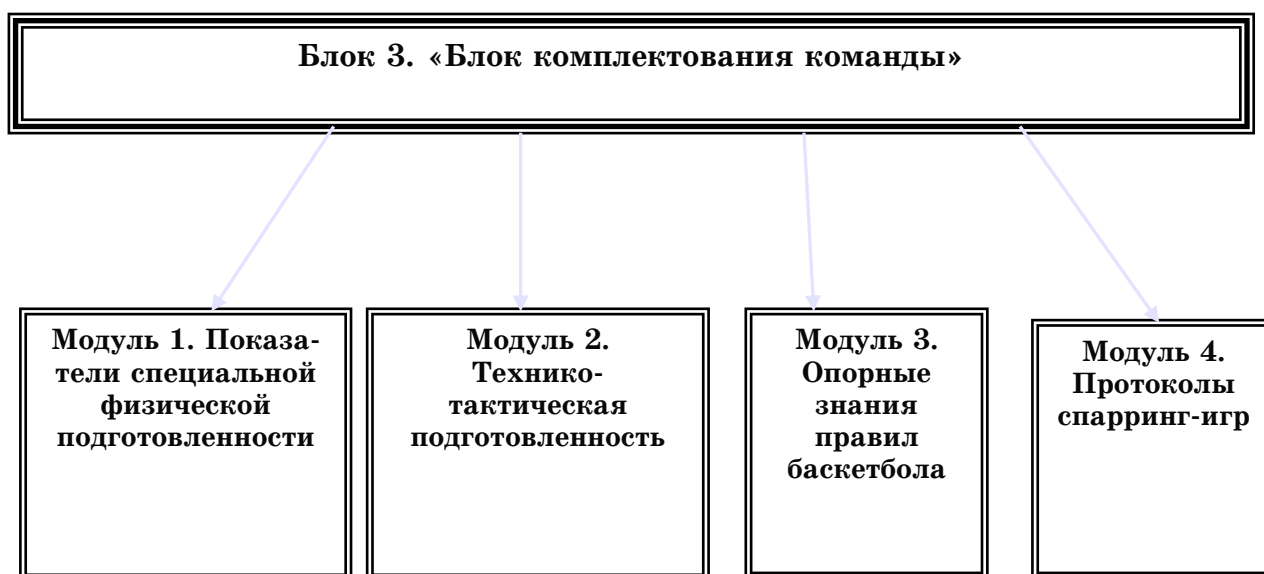 Блок 3. «Блок комплектования команды»
Модуль 1. Показа-
тели специальной
физической
подготовленности
Модуль 2.
Технико-
тактическая
подготовленность
Модуль 3.
Опорные
знания
правил
баскетбола
Модуль 4.
Протоколы
спарринг-игр